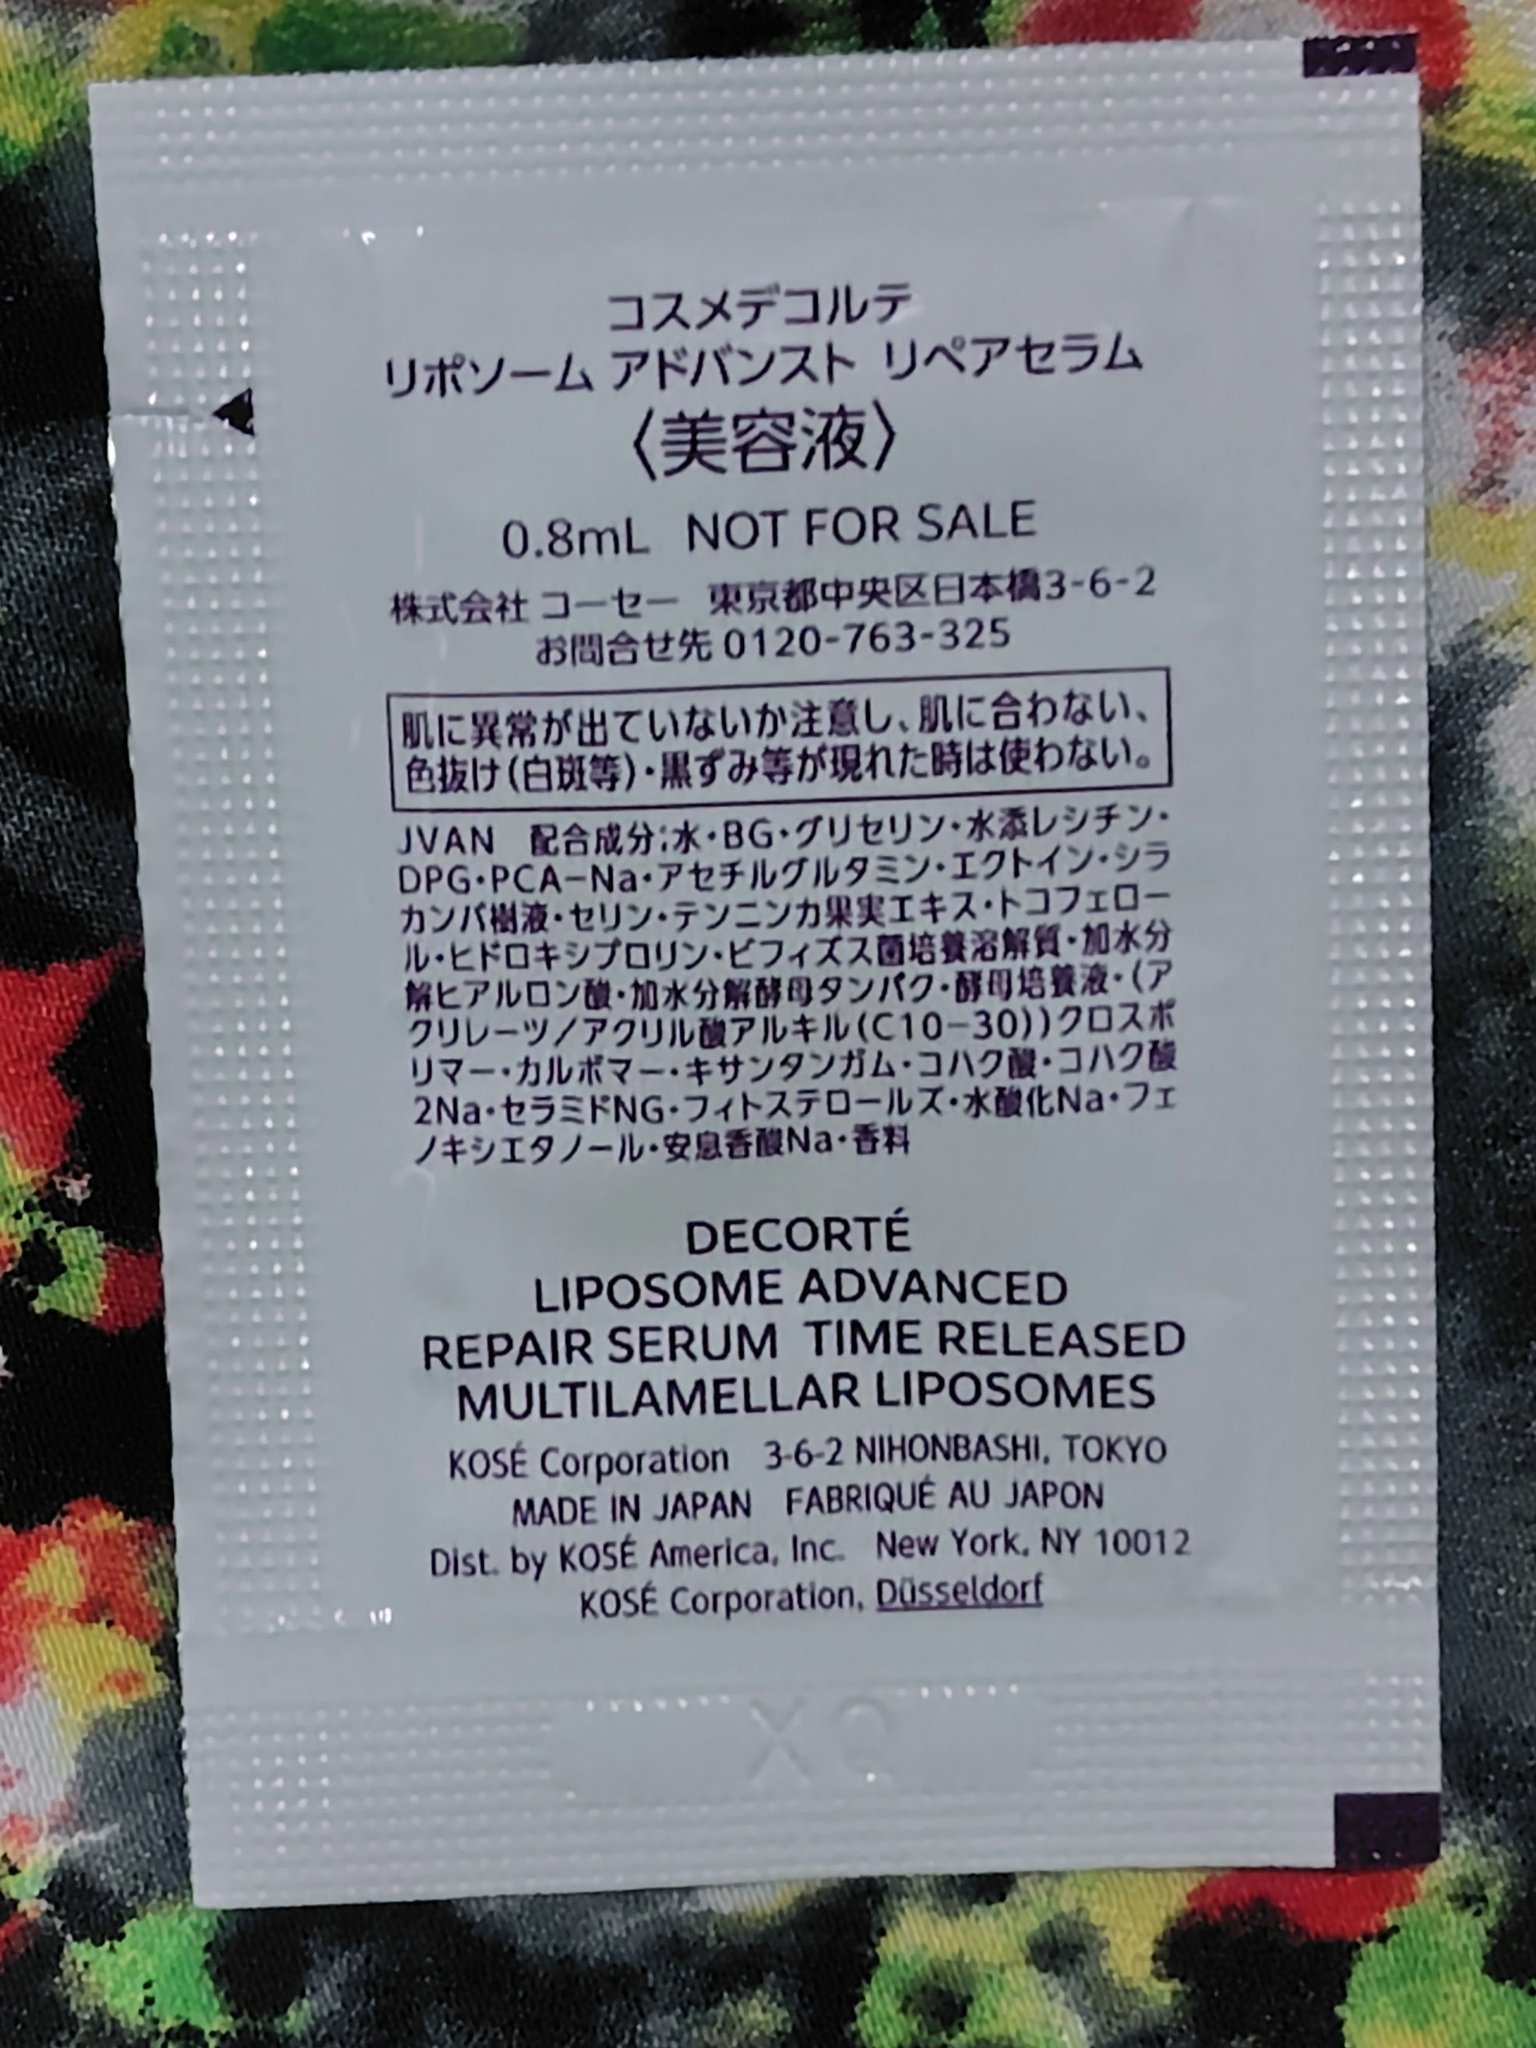 コスメデコルテ
リポソーム アドバンスト リペアセラム
〈美容液〉
0.8mL NOT FOR SALE
株式会社 コーセー 東京都中央区日本橋3-6-2
お問合せ先 0120-763-325
肌に異常が出ていないか注意し、肌に合わない、
色抜け(白斑等)・黒ずみ等が現れた時は使わない。
JVAN 配合成分:水・BG・グリセリン・水添レシチン・
DPG・PCA-Na・アセチルグルタミン・エクトイン・シラ
カンバ樹液・セリン・テンニンカ果実エキス・トコフェロー
ル・ヒドロキシプロリン・ビフィズス菌培養溶解質・加水分
解ヒアルロン酸・加水分解酵母タンパク・酵母培養液・(ア
クリレーツ/アクリル酸アルキル(C10-30))クロスポ
リマー・カルボマー・キサンタンガム・コハク酸・コハク酸
2Na・セラミドNG・フィトステロールズ・水酸化Na・フェ
ノキシエタノール・安息香酸Na・香料
DECORTÉ
LIPOSOME ADVANCED
REPAIR SERUM TIME RELEASED
MULTILAMELLAR LIPOSOMES
KOSÉ Corporation 3-6-2 NIHONBASHI, TOKYO
MADE IN JAPAN FABRIQUÉ AU JAPON
Dist. by KOSÉ America, Inc. New York, NY 10012
KOSÉ Corporation, Düsseldorf